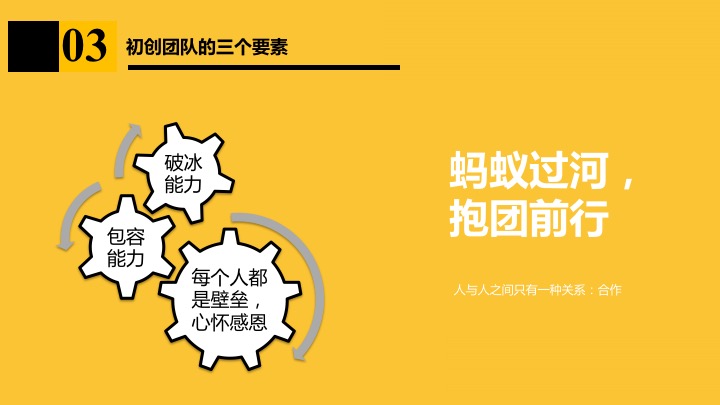 03
初创团队的三个要素
破冰
能力
包容
能力
每个人都
是壁垒，
心怀感恩
蚂蚁过河，
抱团前行
人与人之间只有一种关系：合作